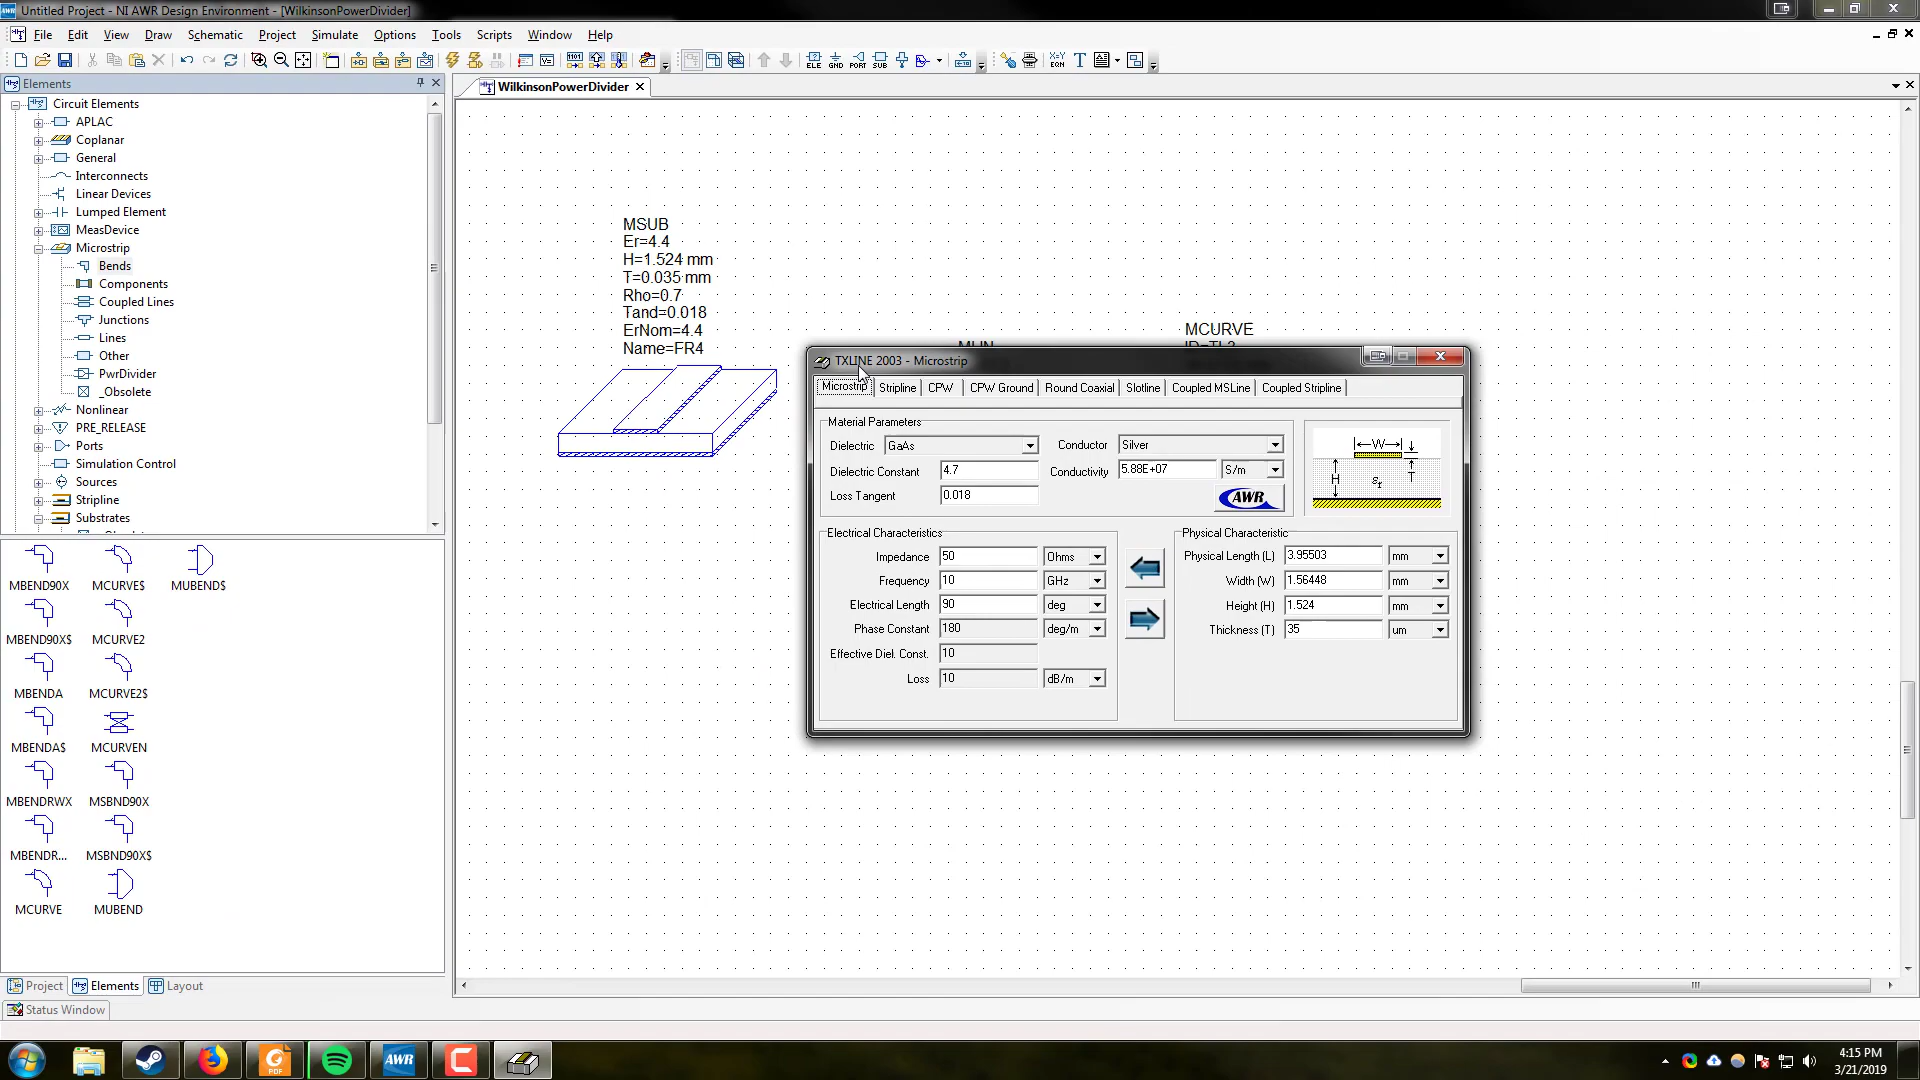 Untitled Project - NI AWR Design Environment - [WilkinsonPowerDivider]
File Edit View Draw Schematic Project Simulate Options Tools Scripts Window Help
Elements
WilkinsonPowerDivider
Circuit Elements
APLAC
Coplanar
General
Interconnects
Linear Devices
Lumped Element
MeasDevice
Microstrip
Bends
Components
Coupled Lines
Junctions
Lines
Other
PwrDivider
_Obsolete
Nonlinear
PRE_RELEASE
Ports
Simulation Control
Sources
Stripline
Substrates
MBEND90X MCURVE$ MUBEND$
MBEND90X$ MCURVE2
MBENDA MCURVE2$
MBENDA$ MCURVEN
MBENDRWX MSBND90X
MBENDR... MSBND90X$
MCURVE MUBEND
Project Elements Layout
Status Window
MSUB
Er=4.4
H=1.524 mm
T=0.035 mm
Rho=0.7
Tand=0.018
ErNom=4.4
Name=FR4
MLIN
MCURVE
ID=TL2
TXLINE 2003 - Microstrip
Microstrip Stripline CPW CPW Ground Round Coaxial Slotline Coupled MSLine Coupled Stripline
Material Parameters
Dielectric GaAs Conductor Silver
Dielectric Constant 4.7 Conductivity 5.88E+07 S/m
Loss Tangent 0.018 AWR
W
H
T
εr
Electrical Characteristics
Impedance 50 Ohms
Frequency 10 GHz
Electrical Length 90 deg
Phase Constant 180 deg/m
Effective Diel. Const. 10
Loss 10 dB/m
Physical Characteristic
Physical Length (L) 3.95503 mm
Width (W) 1.56448 mm
Height (H) 1.524 mm
Thickness (T) 35 um
4:15 PM
3/21/2019